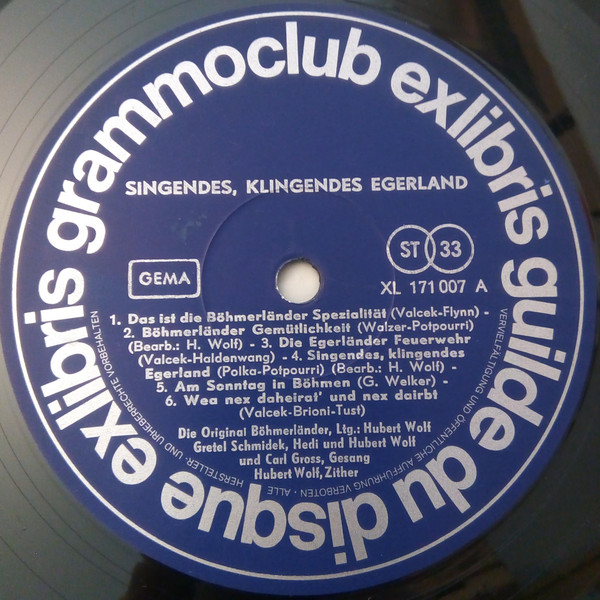 exlibris grammoclub exlibris guilde du disque
SINGENDES, KLINGENDES EGERLAND
GEMA
ST 33
XL 171 007 A
1. Das ist die Böhmerländer Spezialität (Valcek-Flynn) -
2. Böhmerländer Gemütlichkeit (Walzer-Potpourri)
(Bearb.: H. Wolf) - 3. Die Egerländer Feuerwehr
(Valcek-Haldenwang) - 4. Singendes, klingendes
Egerland (Polka-Potpourri) (Bearb.: H. Wolf)
5. Am Sonntag in Böhmen (G. Weiker) -
6. Wea nex daheirat' und nex dairbt
(Valcek-Brioni-Tust)
Die Original Böhmerländer, Ltg.: Hubert Wolf
Gretel Schmidek, Hedi und Hubert Wolf
und Carl Gross, Gesang
Hubert Wolf, Zither
HERSTELLER- UND URHEBERRECHTE VORBEHALTEN
VERVIELFÄLTIGUNG UND ÖFFENTLICHE AUFFÜHRUNG VERBOTEN · ALLE